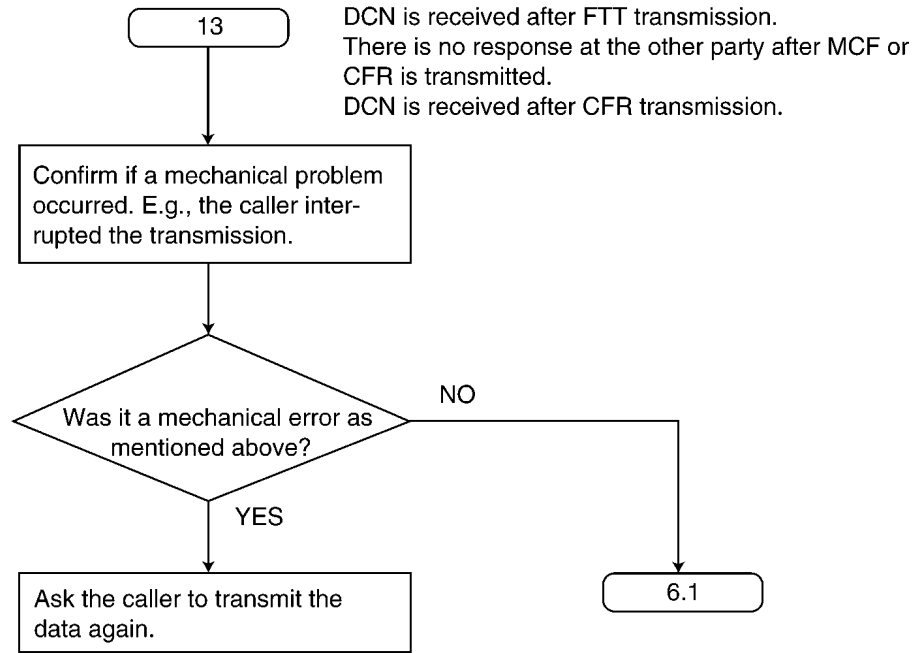 13
DCN is received after FTT transmission.
There is no response at the other party after MCF or
CFR is transmitted.
DCN is received after CFR transmission.
Confirm if a mechanical problem
occurred. E.g., the caller inter-
rupted the transmission.
Was it a mechanical error as
mentioned above?
NO
YES
Ask the caller to transmit the
data again.
6.1